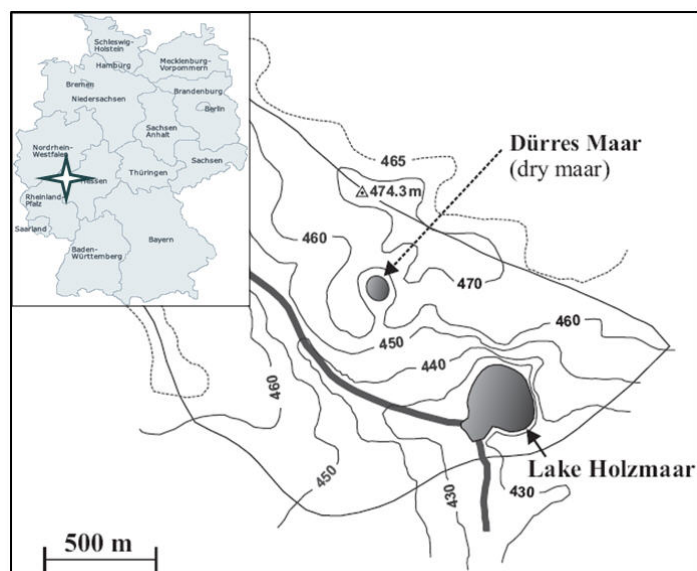 Schleswig-
Holstein
Hamburg
Mecklenburg-
Vorpommern
Bremen
Niedersachsen
Brandenburg
Berlin
Sachsen
Anhalt
Nordrhein-
Westfalen
Hessen
Thüringen
Sachsen
Rheinland-
Pfalz
Saarland
Baden-
Württemberg
Bayern
Dürres Maar
(dry maar)
465
474.3 m
460
470
450
460
440
460
450
430
Lake Holzmaar
430
500 m